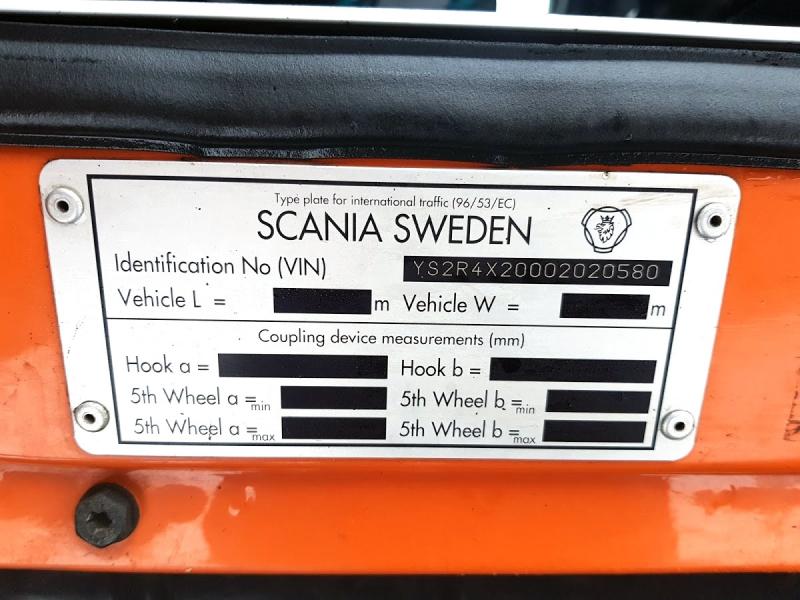 Type plate for international traffic (96/53/EC)
SCANIA SWEDEN
Identification No (VIN) YS2R4X20002020580
Vehicle L = m Vehicle W = m
Coupling device measurements (mm)
Hook a = Hook b =
5th Wheel a = min 5th Wheel b = min
5th Wheel a = max 5th Wheel b = max